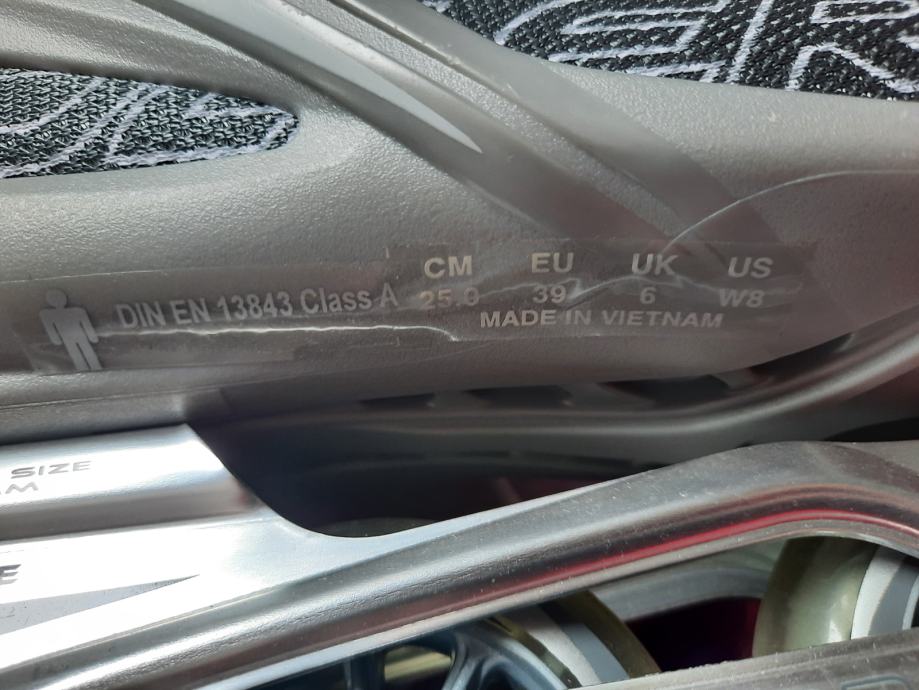 CM EU UK US
DIN EN 13843 Class A 25.0 39 6 W8
MADE IN VIETNAM
SIZE